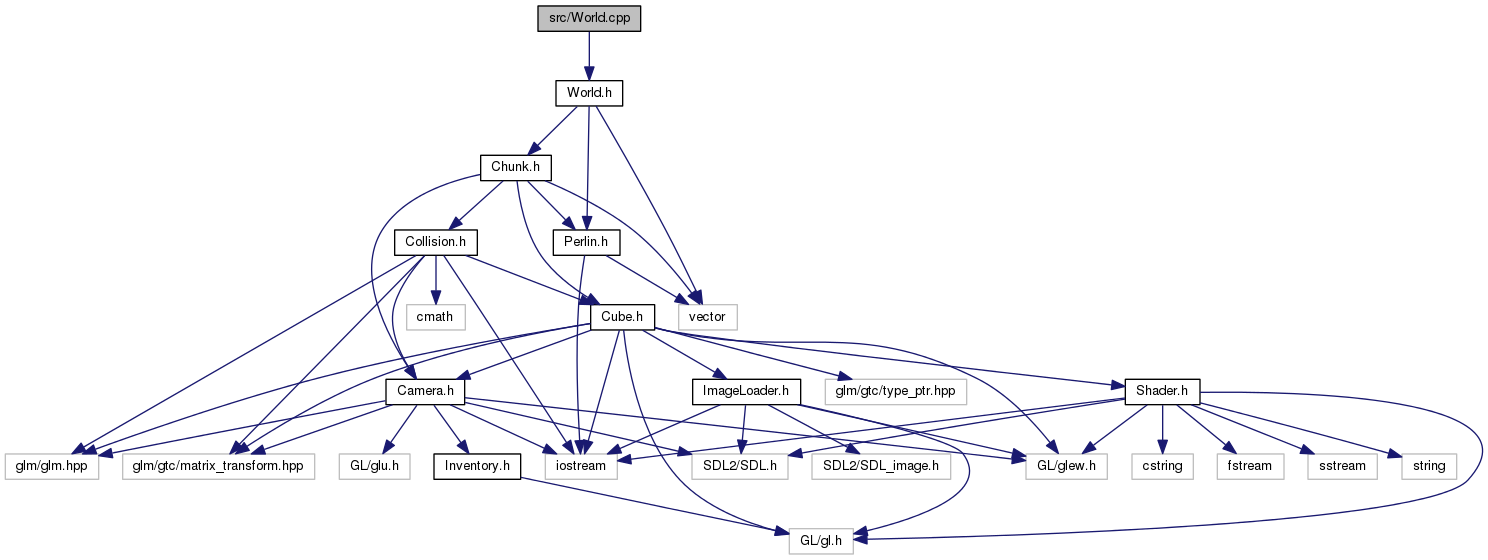 src/World.cpp
World.h
Chunk.h
Collision.h
Perlin.h
cmath
Cube.h
vector
Camera.h
ImageLoader.h
glm/gtc/type_ptr.hpp
Shader.h
glm/glm.hpp
glm/gtc/matrix_transform.hpp
GL/glu.h
Inventory.h
iostream
SDL2/SDL.h
SDL2/SDL_image.h
GL/glew.h
cstring
fstream
sstream
string
GL/gl.h